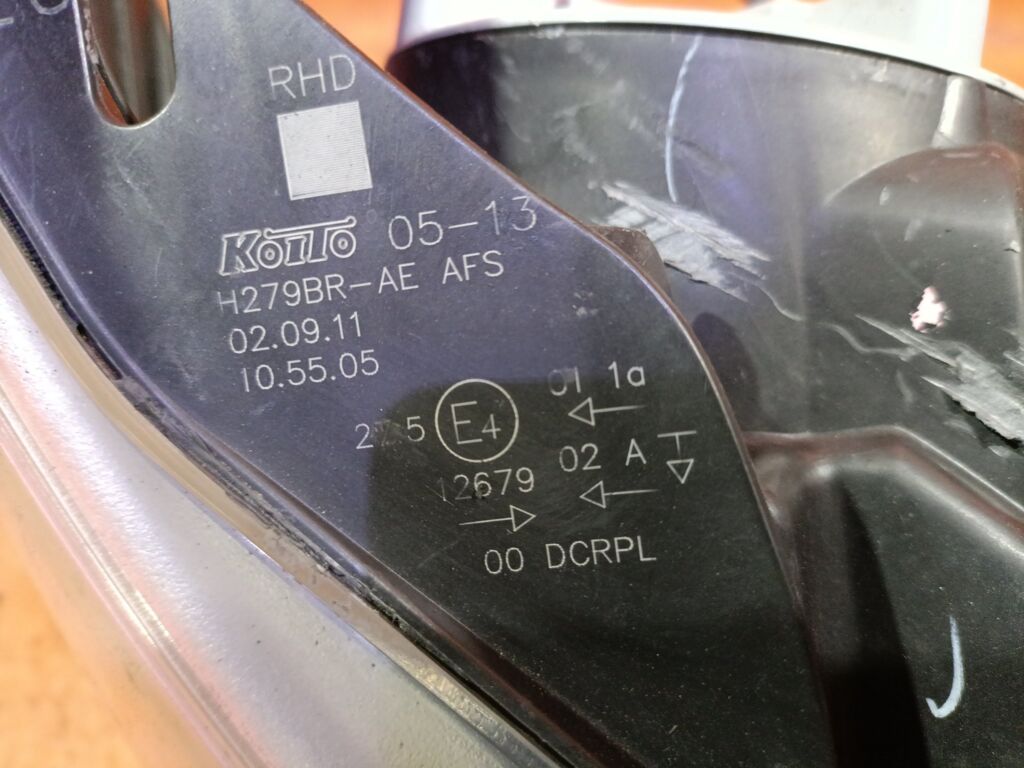 RHD
KOITO 05-13
H279BR-AE AFS
02.09.11
10.55.05
01 1a
E4
12679 02 A
00 DCRPL